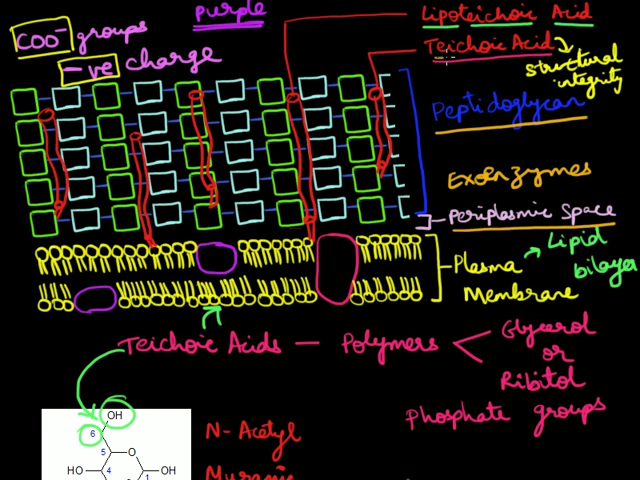 Purple
COO⁻ groups
-ve charge
Lipoteichoic Acid
Teichoic Acid
structural
integrity
Peptidoglycan
Exoenzymes
Periplasmic Space
Plasma
Membrane
Lipid
bilayer
Teichoic Acids — Polymers
Glycerol
or
Ribitol
Phosphate groups
N-Acetyl
Muramic
OH
6
5
O
HO
4
1
OH